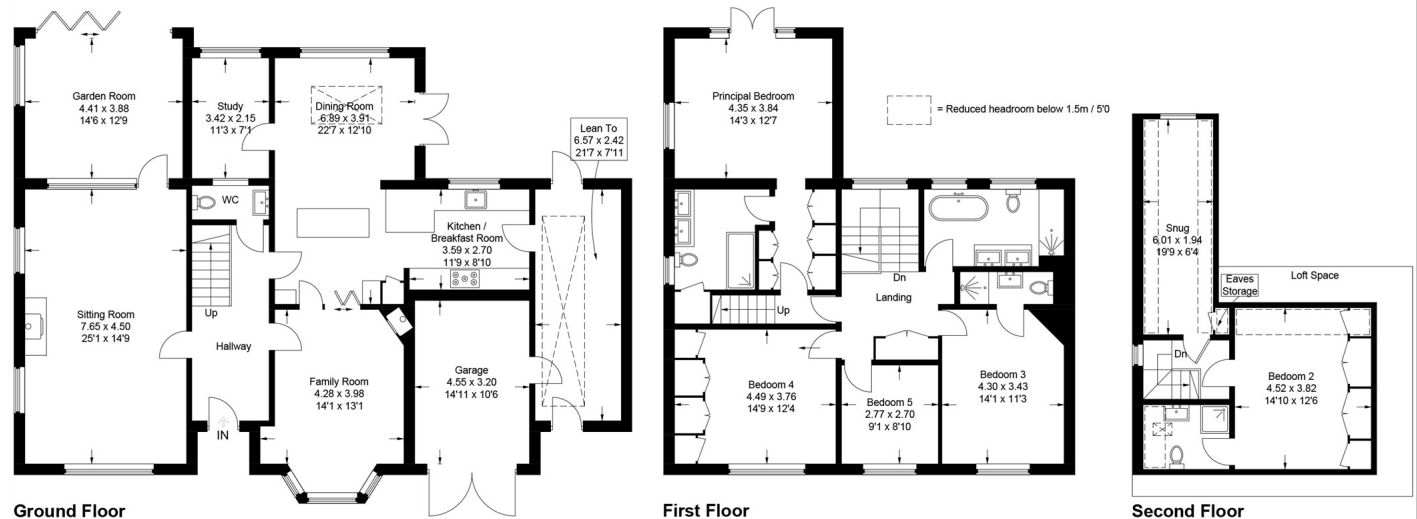 Garden Room
4.41 x 3.88
14'6 x 12'9
Study
3.42 x 2.15
11'3 x 7'1
Dining Room
6.89 x 3.91
22'7 x 12'10
Lean To
6.57 x 2.42
21'7 x 7'11
WC
Kitchen /
Breakfast Room
3.59 x 2.70
11'9 x 8'10
Up
Sitting Room
7.65 x 4.50
25'1 x 14'9
Hallway
Family Room
4.28 x 3.98
14'1 x 13'1
Garage
4.55 x 3.20
14'11 x 10'6
IN
Ground Floor
Principal Bedroom
4.35 x 3.84
14'3 x 12'7
= Reduced headroom below 1.5m / 5'0
Dn
Landing
Up
Bedroom 4
4.49 x 3.76
14'9 x 12'4
Bedroom 5
2.77 x 2.70
9'1 x 8'10
Bedroom 3
4.30 x 3.43
14'1 x 11'3
First Floor
Snug
6.01 x 1.94
19'9 x 6'4
Eaves
Storage
Loft Space
Dn
Bedroom 2
4.52 x 3.82
14'10 x 12'6
Second Floor